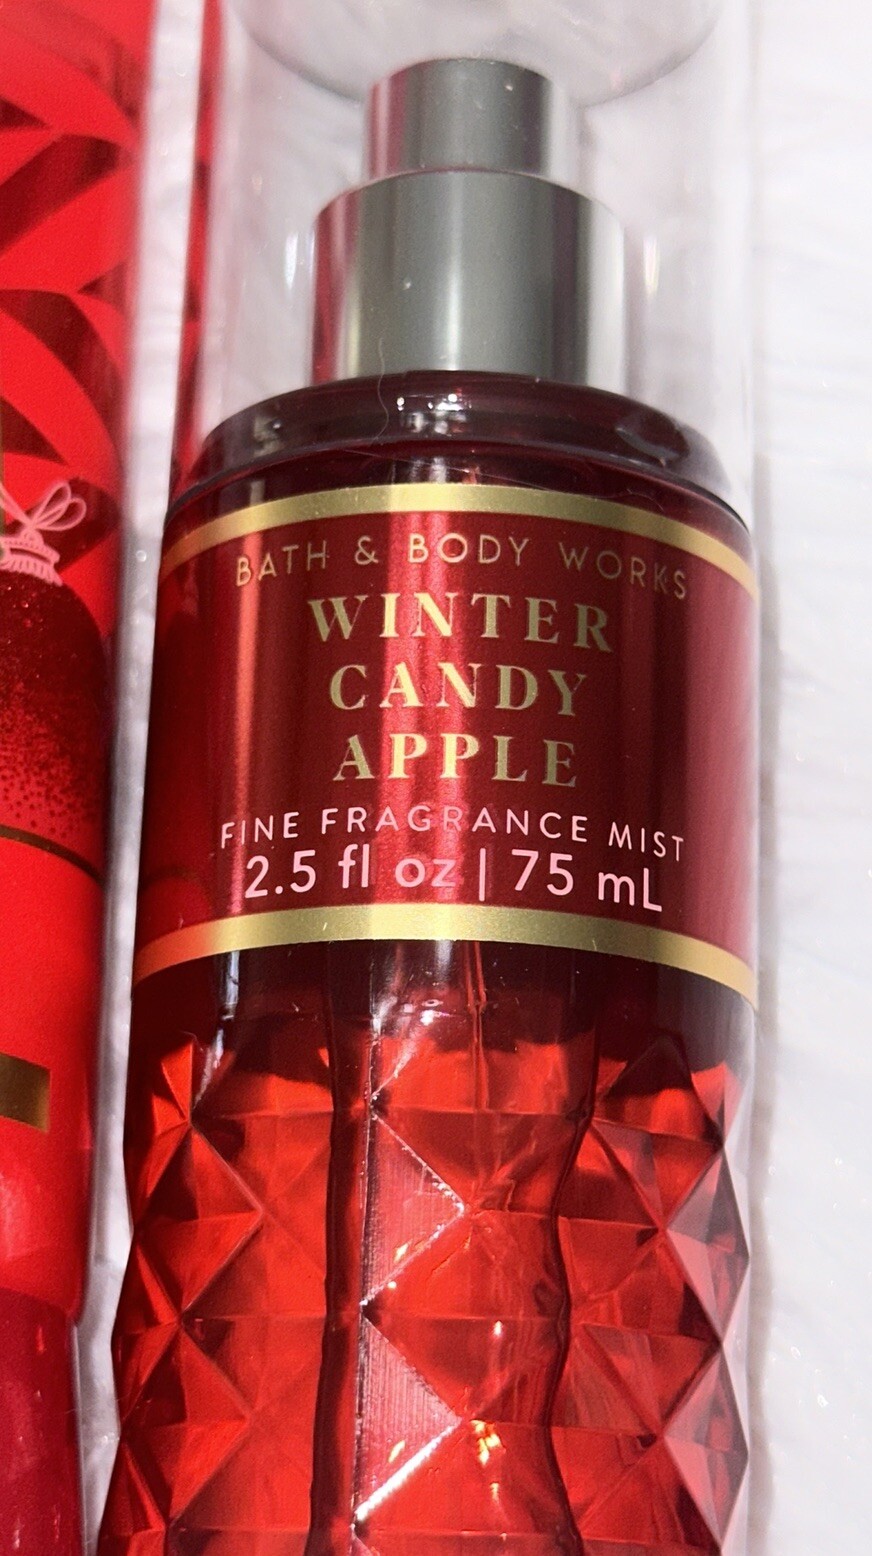 BATH & BODY WORKS
WINTER
CANDY
APPLE
FINE FRAGRANCE MIST
2.5 fl oz | 75 mL